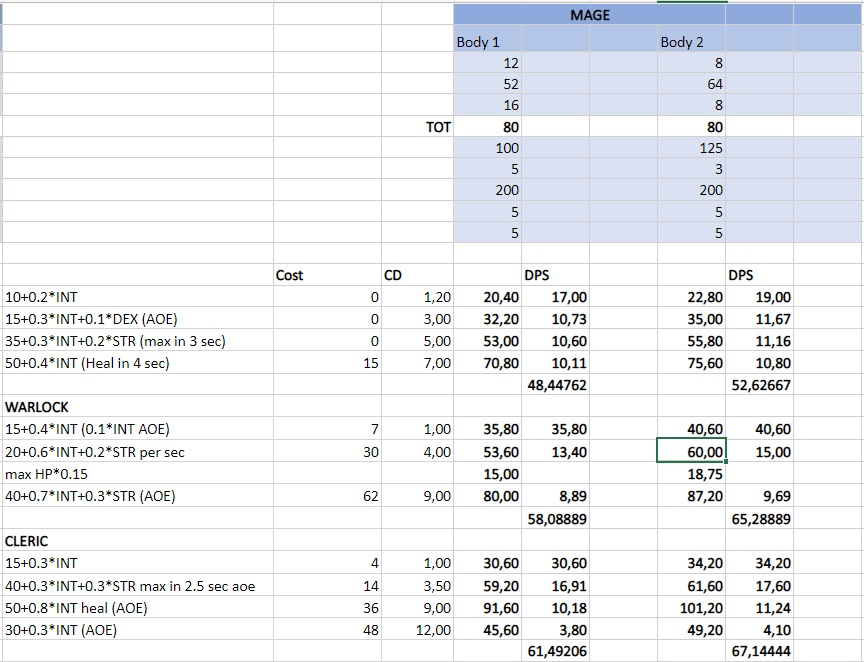 MAGE
Body 1 Body 2
12 8
52 64
16 8
TOT 80 80
100 125
5 3
200 200
5 5
5 5
Cost CD DPS DPS
10+0.2*INT 0 1,20 20,40 17,00 22,80 19,00
15+0.3*INT+0.1*DEX (AOE) 0 3,00 32,20 10,73 35,00 11,67
35+0.3*INT+0.2*STR (max in 3 sec) 0 5,00 53,00 10,60 55,80 11,16
50+0.4*INT (Heal in 4 sec) 15 7,00 70,80 10,11 75,60 10,80
48,44762 52,62667
WARLOCK
15+0.4*INT (0.1*INT AOE) 7 1,00 35,80 35,80 40,60 40,60
20+0.6*INT+0.2*STR per sec 30 4,00 53,60 13,40 60,00 15,00
max HP*0.15 15,00 18,75
40+0.7*INT+0.3*STR (AOE) 62 9,00 80,00 8,89 87,20 9,69
58,08889 65,28889
CLERIC
15+0.3*INT 4 1,00 30,60 30,60 34,20 34,20
40+0.3*INT+0.3*STR max in 2.5 sec aoe 14 3,50 59,20 16,91 61,60 17,60
50+0.8*INT heal (AOE) 36 9,00 91,60 10,18 101,20 11,24
30+0.3*INT (AOE) 48 12,00 45,60 3,80 49,20 4,10
61,49206 67,14444